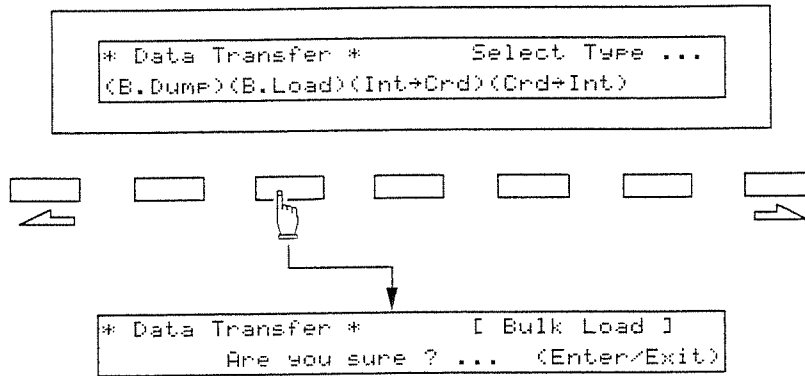 * Data Transfer * Select Type ...
(B.Dump)(B.Load)(Int→Crd)(Crd→Int)
* Data Transfer * [ Bulk Load ]
Are you sure ? ... (Enter/Exit)